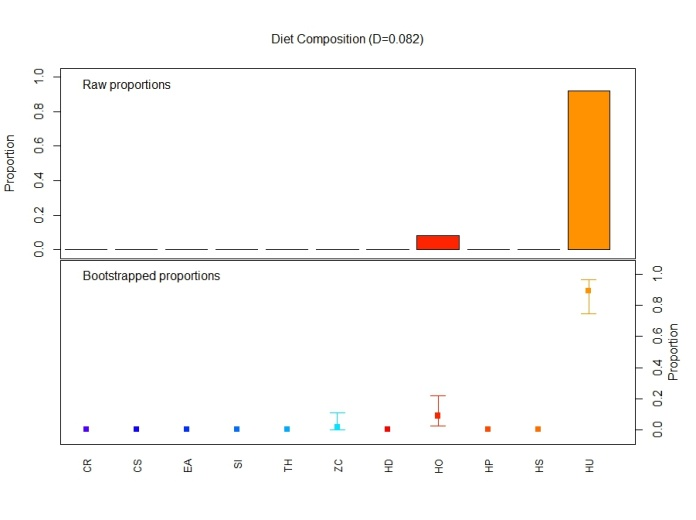 Diet Composition (D=0.082)
Raw proportions
Proportion
0.0 0.2 0.4 0.6 0.8 1.0
Bootstrapped proportions
Proportion
0.0 0.2 0.4 0.6 0.8 1.0
CR CS EA SI TH ZC HD HO HP HS HU